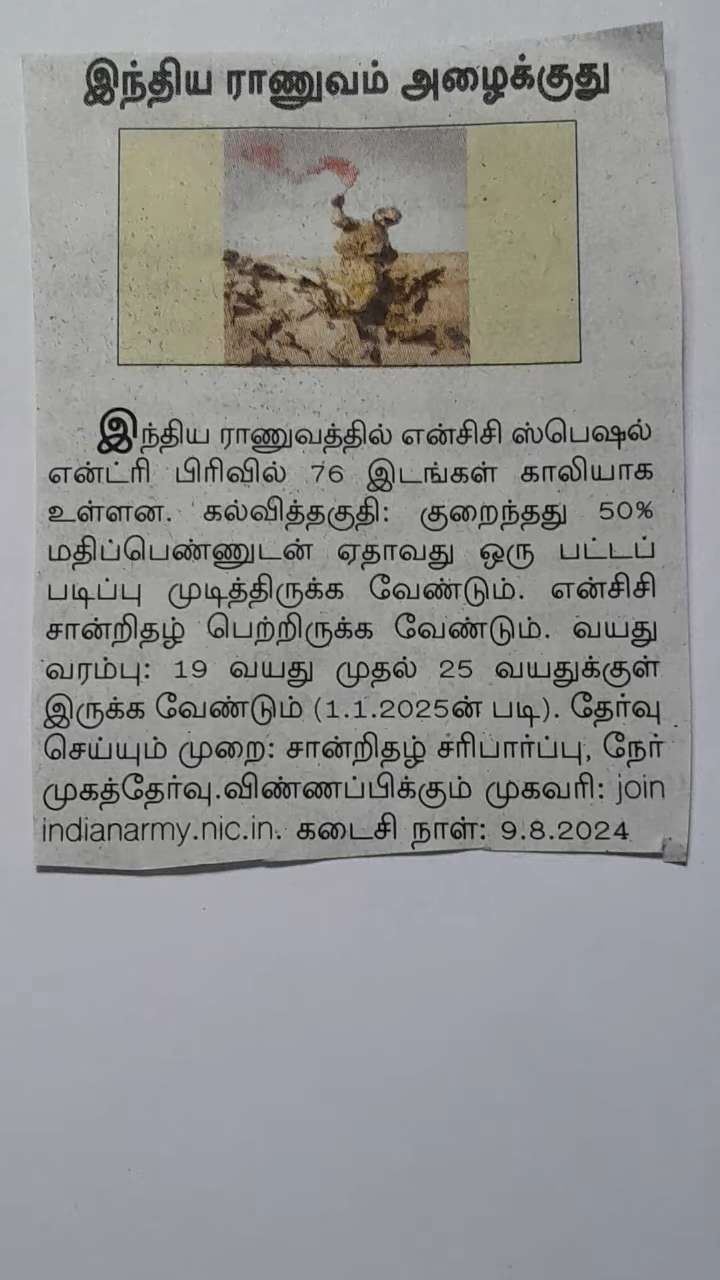 இந்திய ராணுவம் அழைக்குது
இந்திய ராணுவத்தில் என்சிசி ஸ்பெஷல்
என்ட்ரி பிரிவில் 76 இடங்கள் காலியாக
உள்ளன. கல்வித்தகுதி: குறைந்தது 50%
மதிப்பெண்ணுடன் ஏதாவது ஒரு பட்டப்
படிப்பு முடித்திருக்க வேண்டும். என்சிசி
சான்றிதழ் பெற்றிருக்க வேண்டும். வயது
வரம்பு: 19 வயது முதல் 25 வயதுக்குள்
இருக்க வேண்டும் (1.1.2025ன் படி). தேர்வு
செய்யும் முறை: சான்றிதழ் சரிபார்ப்பு, நேர்
முகத்தேர்வு.விண்ணப்பிக்கும் முகவரி: join
indianarmy.nic.in. கடைசி நாள்: 9.8.2024